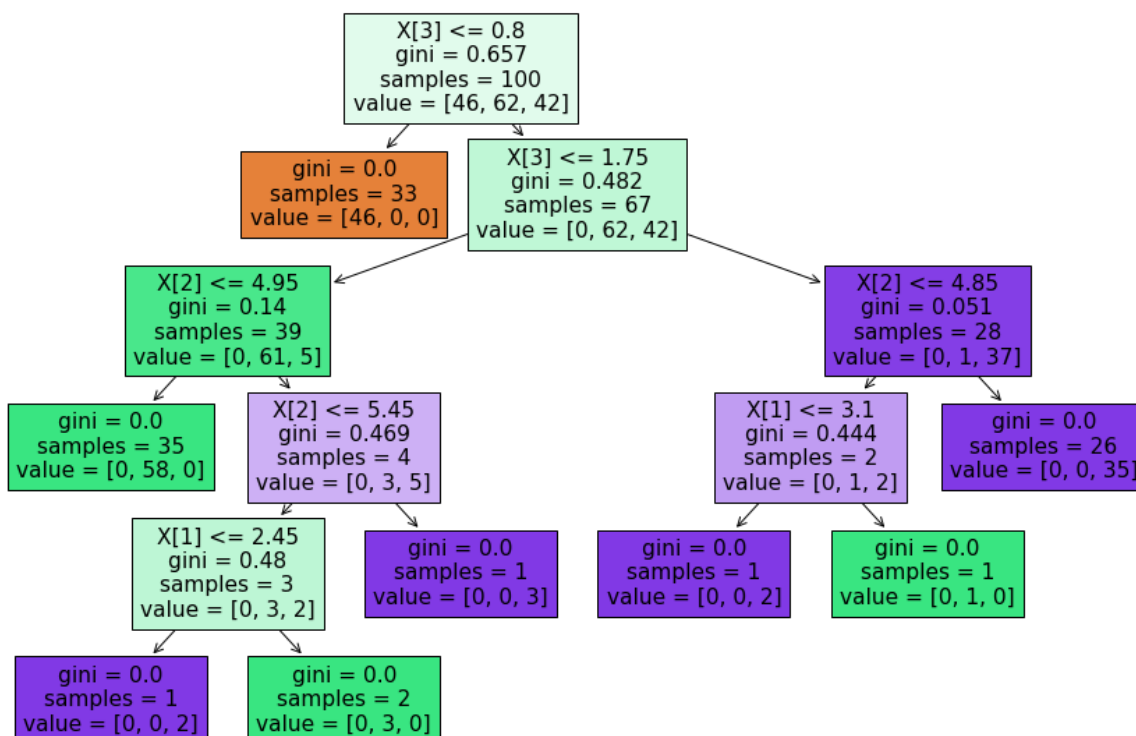 X[3] <= 0.8
gini = 0.657
samples = 100
value = [46, 62, 42]
gini = 0.0
samples = 33
value = [46, 0, 0]
X[3] <= 1.75
gini = 0.482
samples = 67
value = [0, 62, 42]
X[2] <= 4.95
gini = 0.14
samples = 39
value = [0, 61, 5]
X[2] <= 4.85
gini = 0.051
samples = 28
value = [0, 1, 37]
gini = 0.0
samples = 35
value = [0, 58, 0]
X[2] <= 5.45
gini = 0.469
samples = 4
value = [0, 3, 5]
X[1] <= 3.1
gini = 0.444
samples = 2
value = [0, 1, 2]
gini = 0.0
samples = 26
value = [0, 0, 35]
X[1] <= 2.45
gini = 0.48
samples = 3
value = [0, 3, 2]
gini = 0.0
samples = 1
value = [0, 0, 3]
gini = 0.0
samples = 1
value = [0, 0, 2]
gini = 0.0
samples = 1
value = [0, 1, 0]
gini = 0.0
samples = 1
value = [0, 0, 2]
gini = 0.0
samples = 2
value = [0, 3, 0]